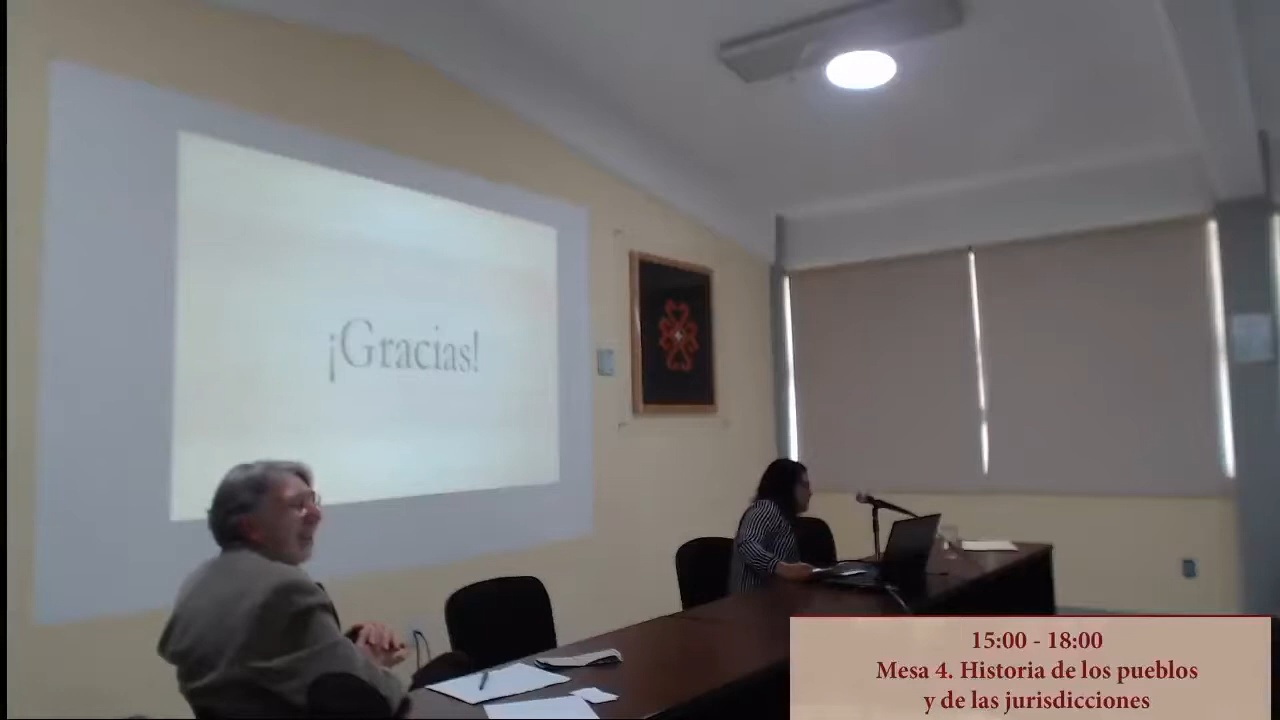 ¡Gracias!
15:00 - 18:00
Mesa 4. Historia de los pueblos
y de las jurisdicciones